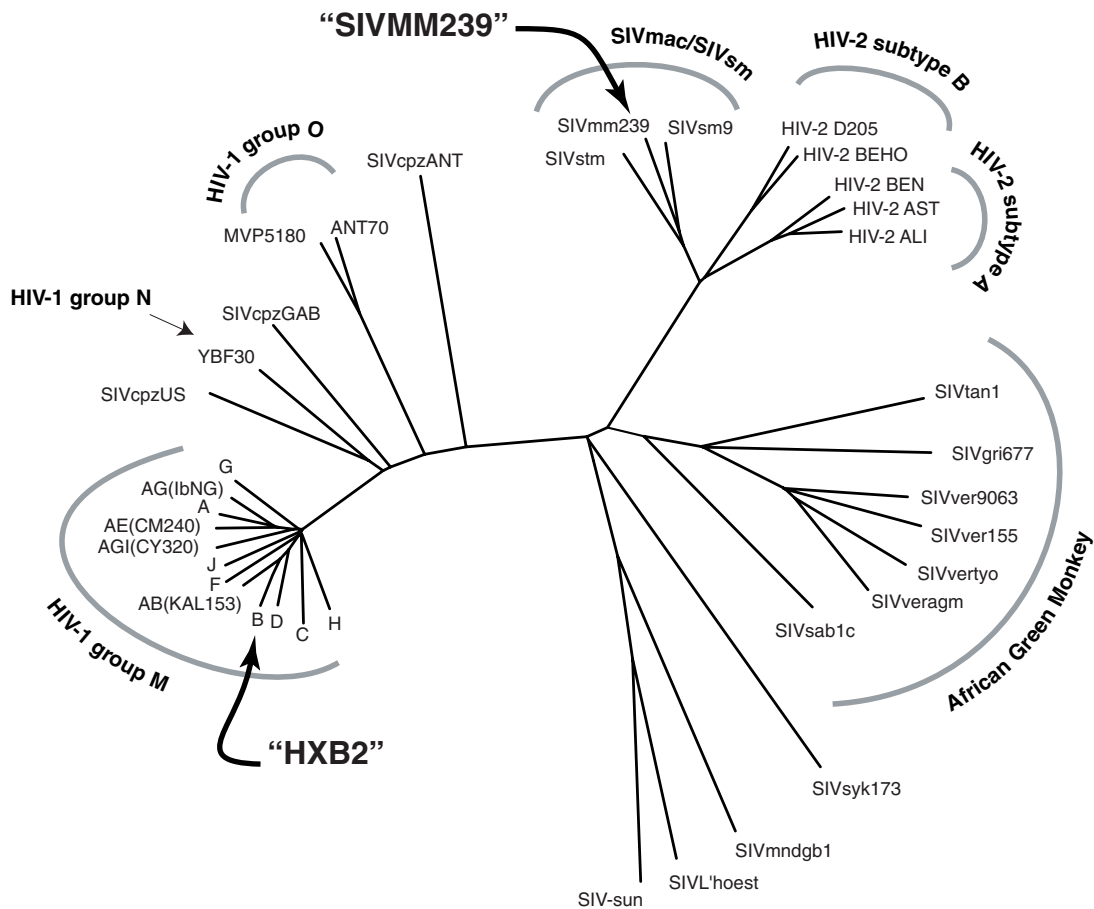 “SIVMM239”
SIVmac/SIVsm
HIV-2 subtype B
HIV-2 subtype A
SIVmm239
SIVsm9
SIVstm
HIV-2 D205
HIV-2 BEHO
HIV-2 BEN
HIV-2 AST
HIV-2 ALI
HIV-1 group O
SIVcpzANT
MVP5180
ANT70
HIV-1 group N
SIVcpzGAB
YBF30
SIVcpzUS
G
AG(IbNG)
A
AE(CM240)
AGI(CY320)
J
F
AB(KAL153)
B
D
C
H
HIV-1 group M
“HXB2”
SIVtan1
SIVgri677
SIVver9063
SIVver155
SIVvertyo
SIVveragm
SIVsab1c
African Green Monkey
SIVsyk173
SIVmndgb1
SIVL'hoest
SIV-sun